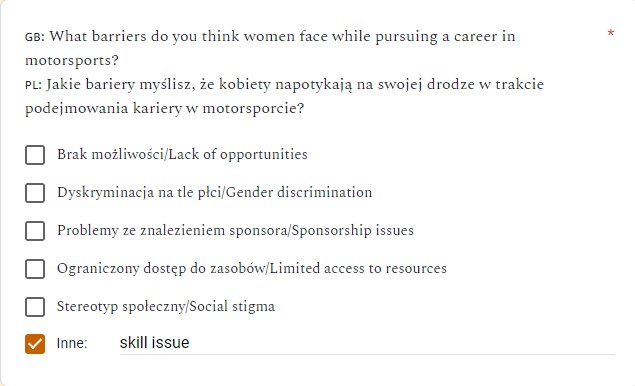 GB: What barriers do you think women face while pursuing a career in *
motorsports?
PL: Jakie bariery myślisz, że kobiety napotykają na swojej drodze w trakcie
podejmowania kariery w motorsporcie?
Brak możliwości/Lack of opportunities
Dyskryminacja na tle płci/Gender discrimination
Problemy ze znalezieniem sponsora/Sponsorship issues
Ograniczony dostęp do zasobów/Limited access to resources
Stereotyp społeczny/Social stigma
Inne: skill issue